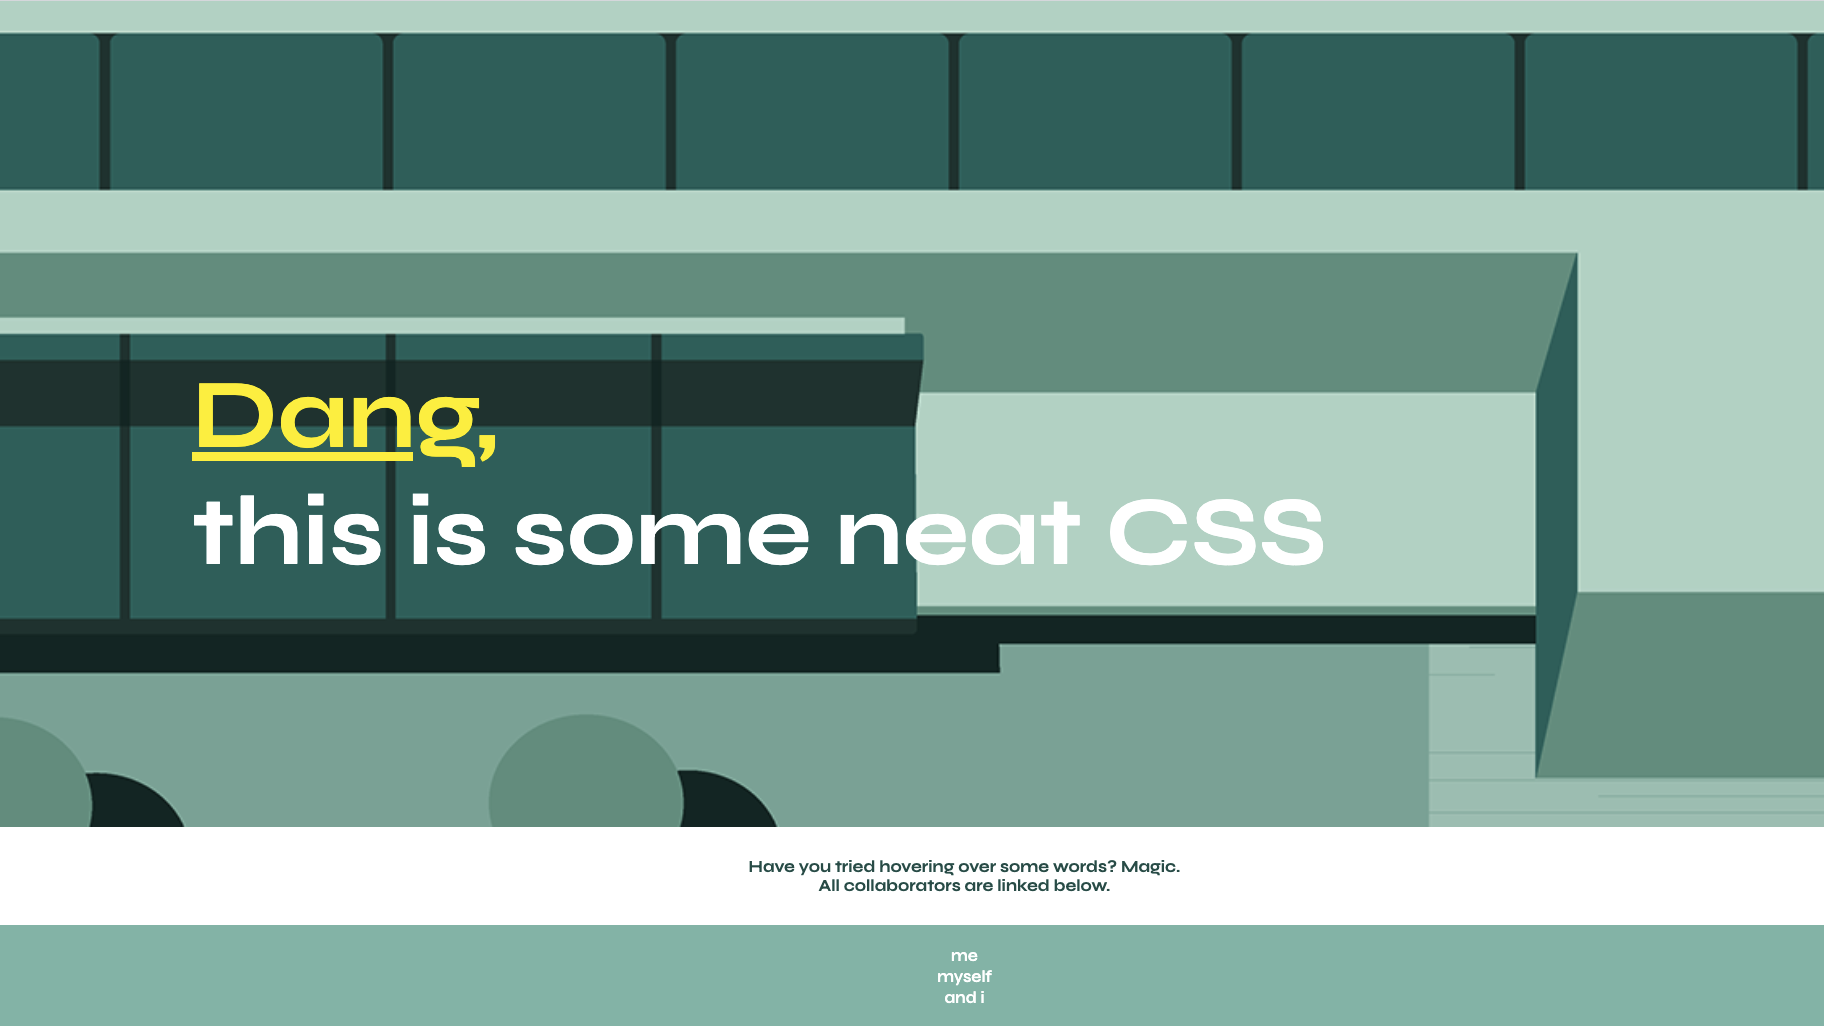 Dang,
this is some neat CSS
Have you tried hovering over some words? Magic.
All collaborators are linked below.
me
myself
and i